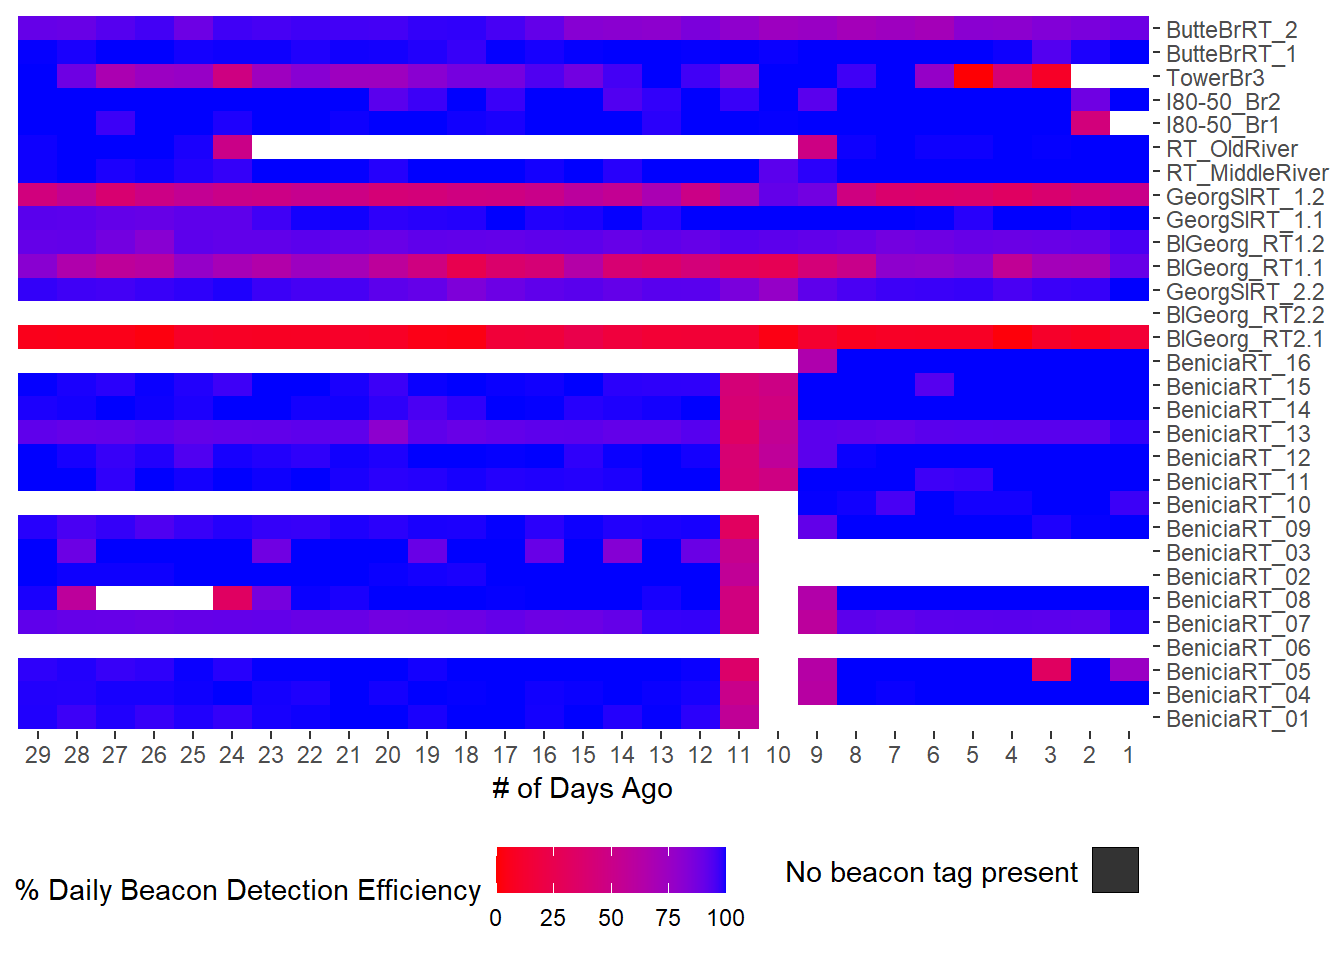 ButteBrRT_2
ButteBrRT_1
TowerBr3
I80-50_Br2
I80-50_Br1
RT_OldRiver
RT_MiddleRiver
GeorgSlRT_1.2
GeorgSlRT_1.1
BlGeorg_RT1.2
BlGeorg_RT1.1
GeorgSlRT_2.2
BlGeorg_RT2.2
BlGeorg_RT2.1
BeniciaRT_16
BeniciaRT_15
BeniciaRT_14
BeniciaRT_13
BeniciaRT_12
BeniciaRT_11
BeniciaRT_10
BeniciaRT_09
BeniciaRT_03
BeniciaRT_02
BeniciaRT_08
BeniciaRT_07
BeniciaRT_06
BeniciaRT_05
BeniciaRT_04
BeniciaRT_01
29 28 27 26 25 24 23 22 21 20 19 18 17 16 15 14 13 12 11 10 9 8 7 6 5 4 3 2 1
# of Days Ago
% Daily Beacon Detection Efficiency
0 25 50 75 100
No beacon tag present